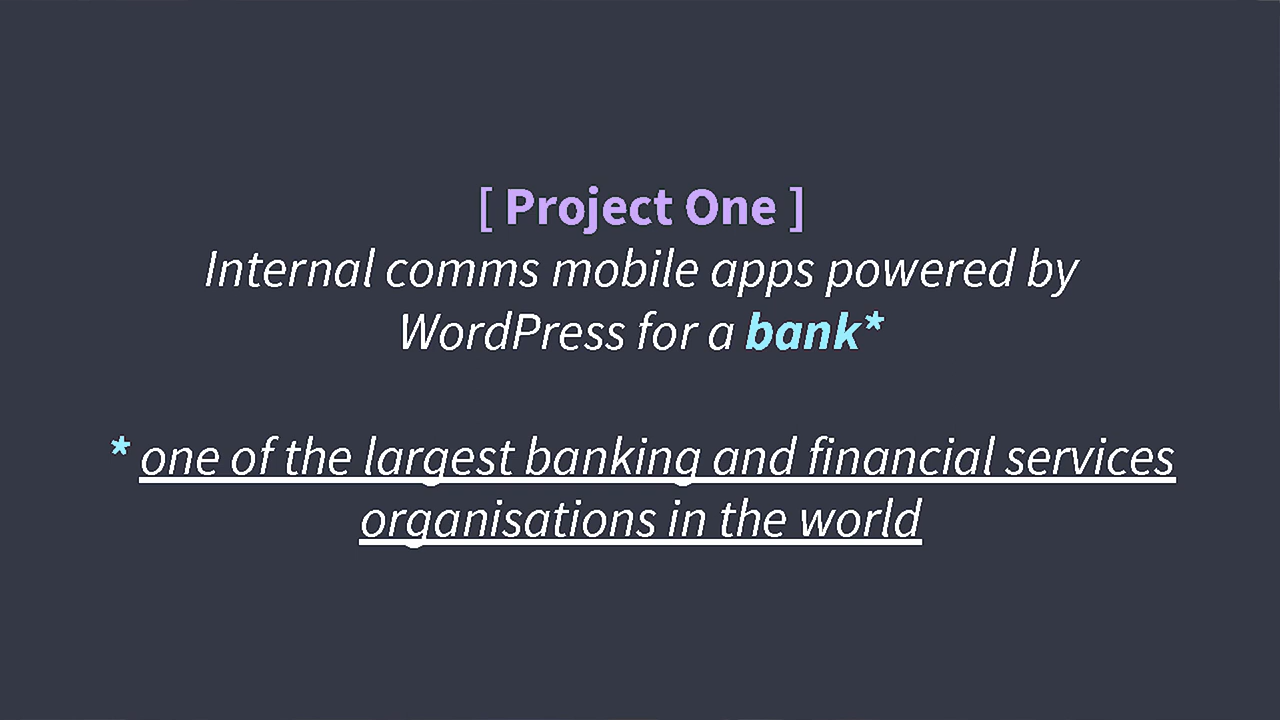 [ Project One ]
Internal comms mobile apps powered by
WordPress for a bank*
* one of the largest banking and financial services
organisations in the world